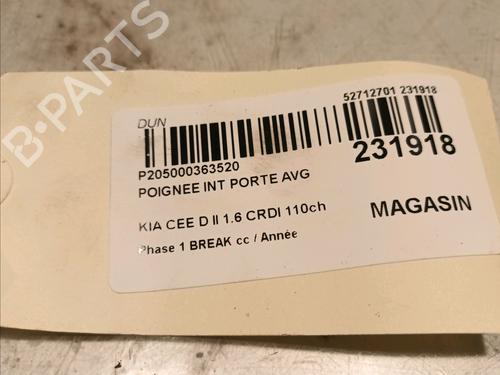 B-PARTS
DUN
52712701 231918
P205000363520
231918
POIGNEE INT PORTE AVG
KIA CEE D II 1.6 CRDI 110ch
MAGASIN
Phase 1 BREAK cc / Année